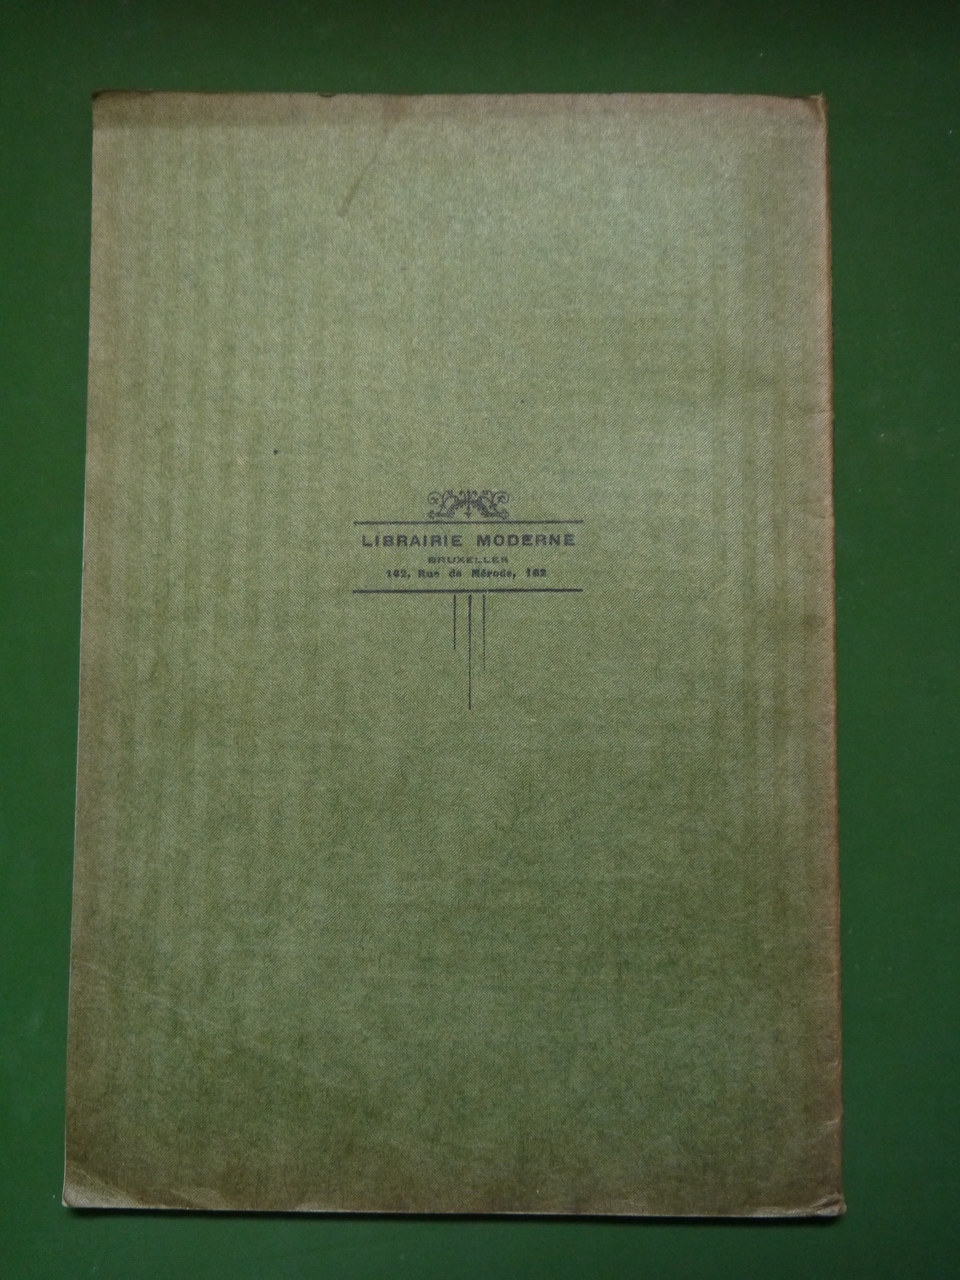 LIBRAIRIE MODERNE
BRUXELLES
162, Rue de Mérode, 162